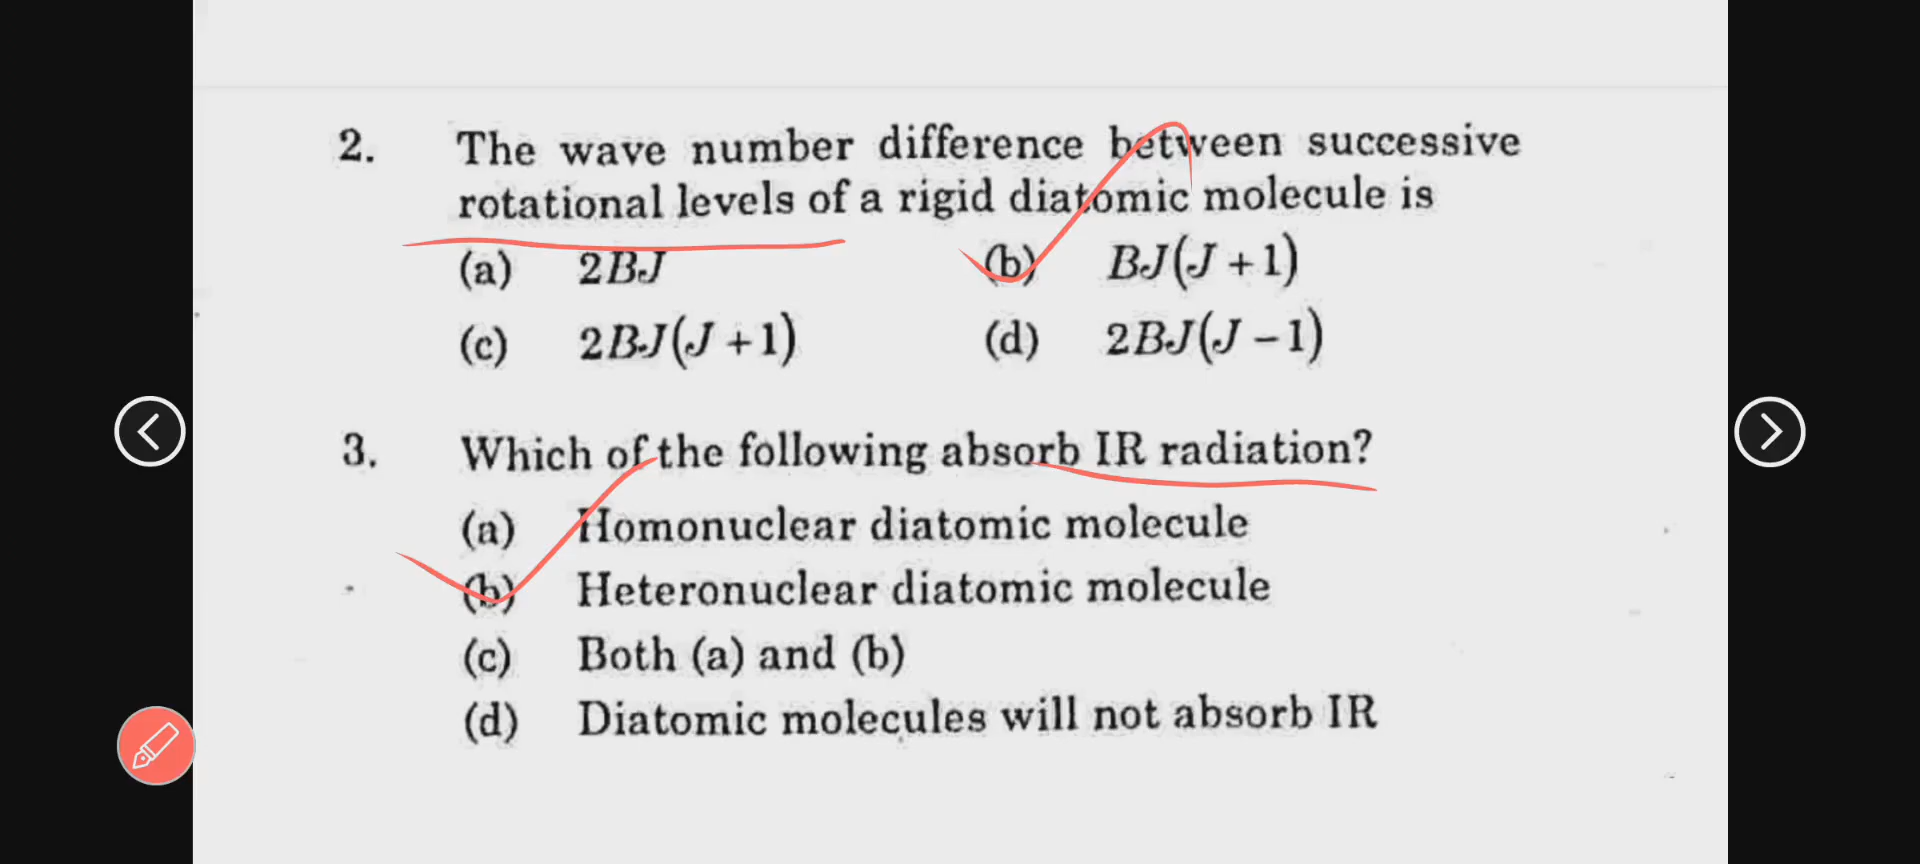 2. The wave number difference between successive
rotational levels of a rigid diatomic molecule is
(a) 2BJ (b) BJ(J + 1)
(c) 2BJ(J + 1) (d) 2BJ(J − 1)
3. Which of the following absorb IR radiation?
(a) Homonuclear diatomic molecule
(b) Heteronuclear diatomic molecule
(c) Both (a) and (b)
(d) Diatomic molecules will not absorb IR